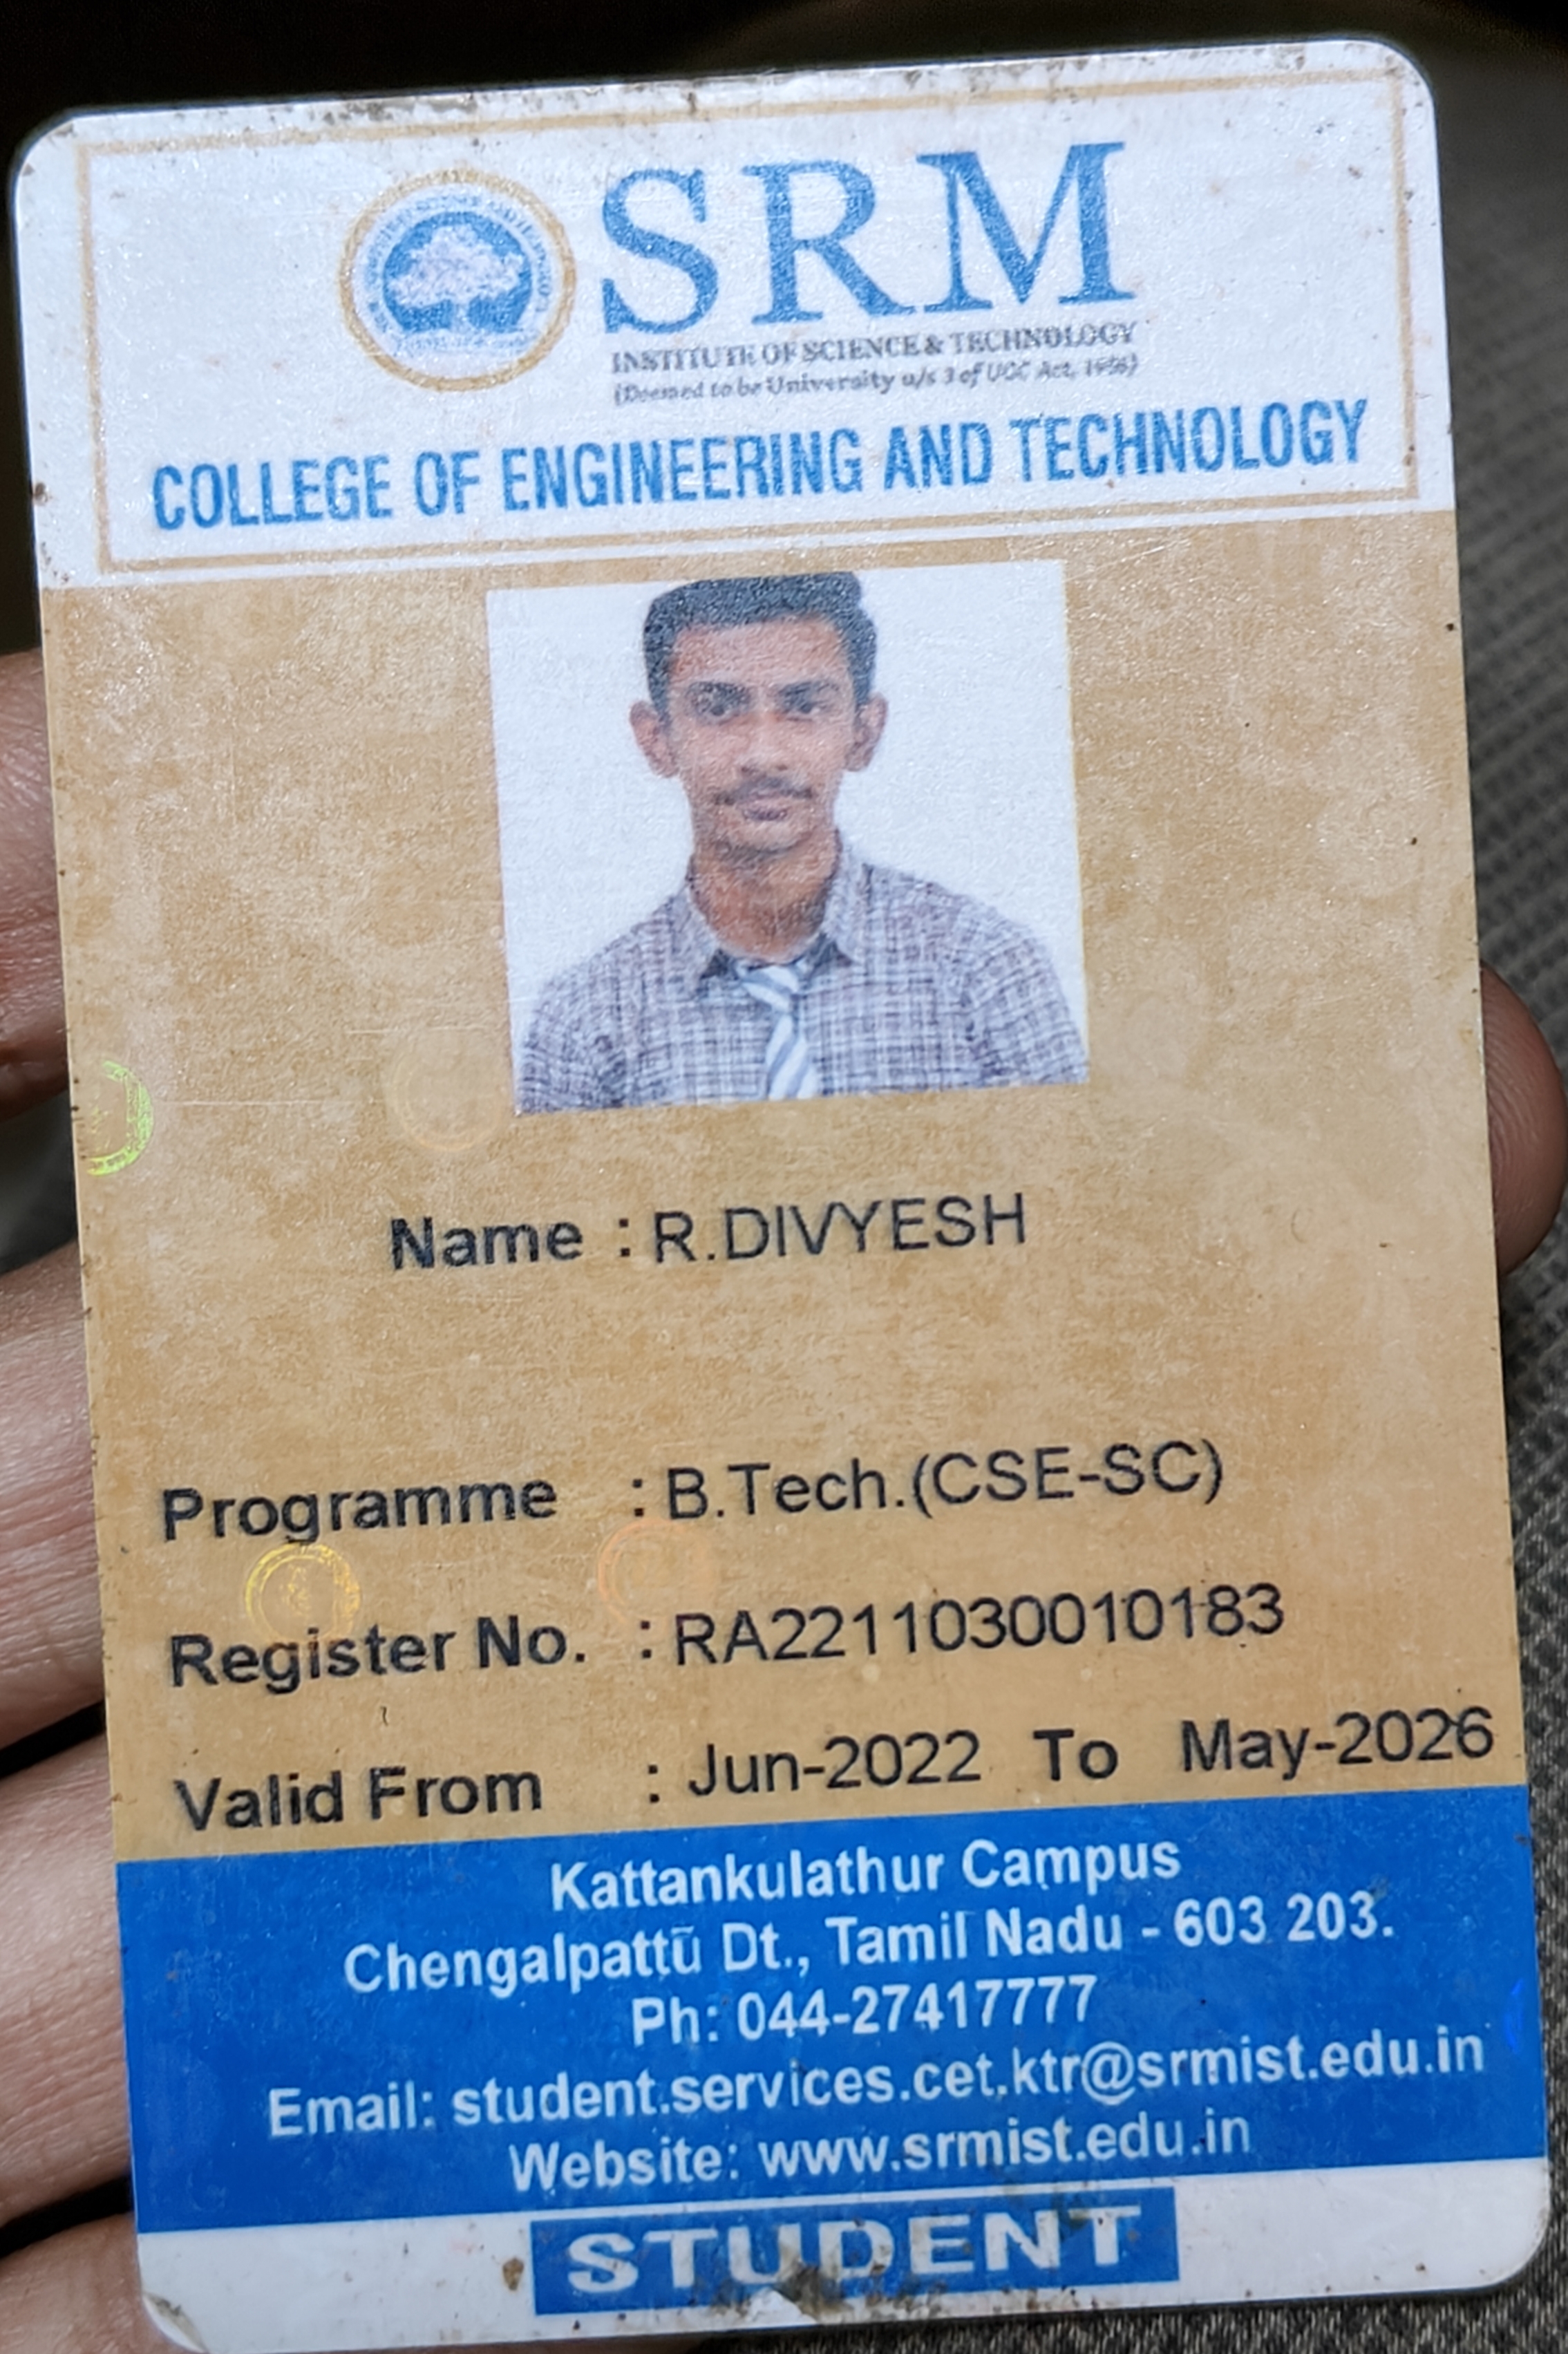 SRM
INSTITUTE OF SCIENCE & TECHNOLOGY
(Deemed to be University u/s 3 of UGC Act, 1956)
COLLEGE OF ENGINEERING AND TECHNOLOGY
Name : R.DIVYESH
Programme : B.Tech.(CSE-SC)
Register No. : RA2211030010183
Valid From : Jun-2022 To May-2026
Kattankulathur Campus
Chengalpattu Dt., Tamil Nadu - 603 203.
Ph: 044-27417777
Email: student.services.cet.ktr@srmist.edu.in
Website: www.srmist.edu.in
STUDENT